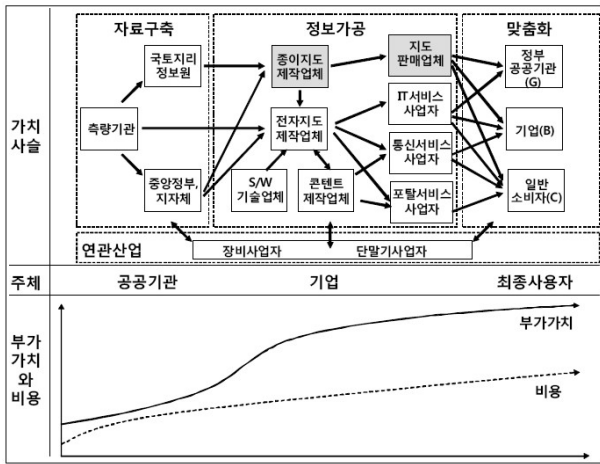 자료구축
정보가공
맞춤화
가치
사슬
국토지리
정보원
종이지도
제작업체
지도
판매업체
정부
공공기관
(G)
측량기관
전자지도
제작업체
IT서비스
사업자
기업(B)
통신서비스
사업자
중앙정부,
지자체
S/W
기술업체
콘텐트
제작업체
포탈서비스
사업자
일반
소비자(C)
연관산업
장비사업자
단말기사업자
주체
공공기관
기업
최종사용자
부가
가치
와
비용
부가가치
비용